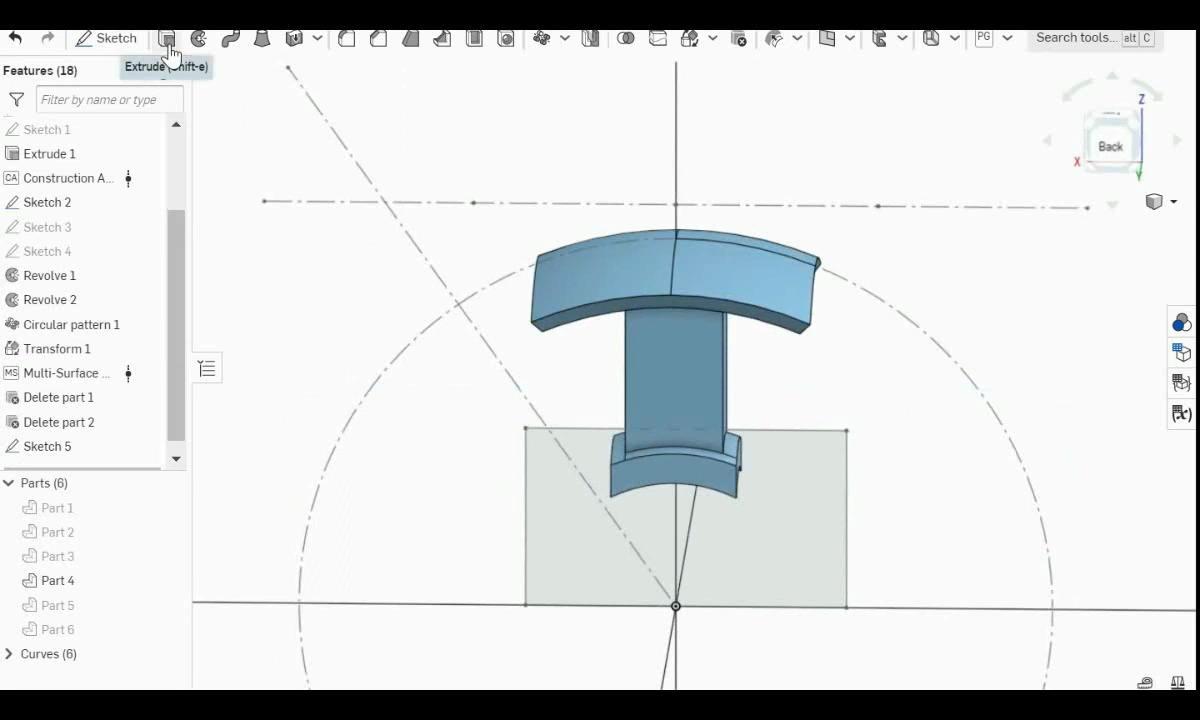 Sketch
PG
Search tools...
alt
C
Features (18)
Filter by name or type
Sketch 1
Extrude 1
CA Construction A...
Sketch 2
Sketch 3
Sketch 4
Revolve 1
Revolve 2
Circular pattern 1
Transform 1
MS Multi-Surface ...
Delete part 1
Delete part 2
Sketch 5
Parts (6)
Part 1
Part 2
Part 3
Part 4
Part 5
Part 6
Curves (6)
Z
Back
X
Y
(x)